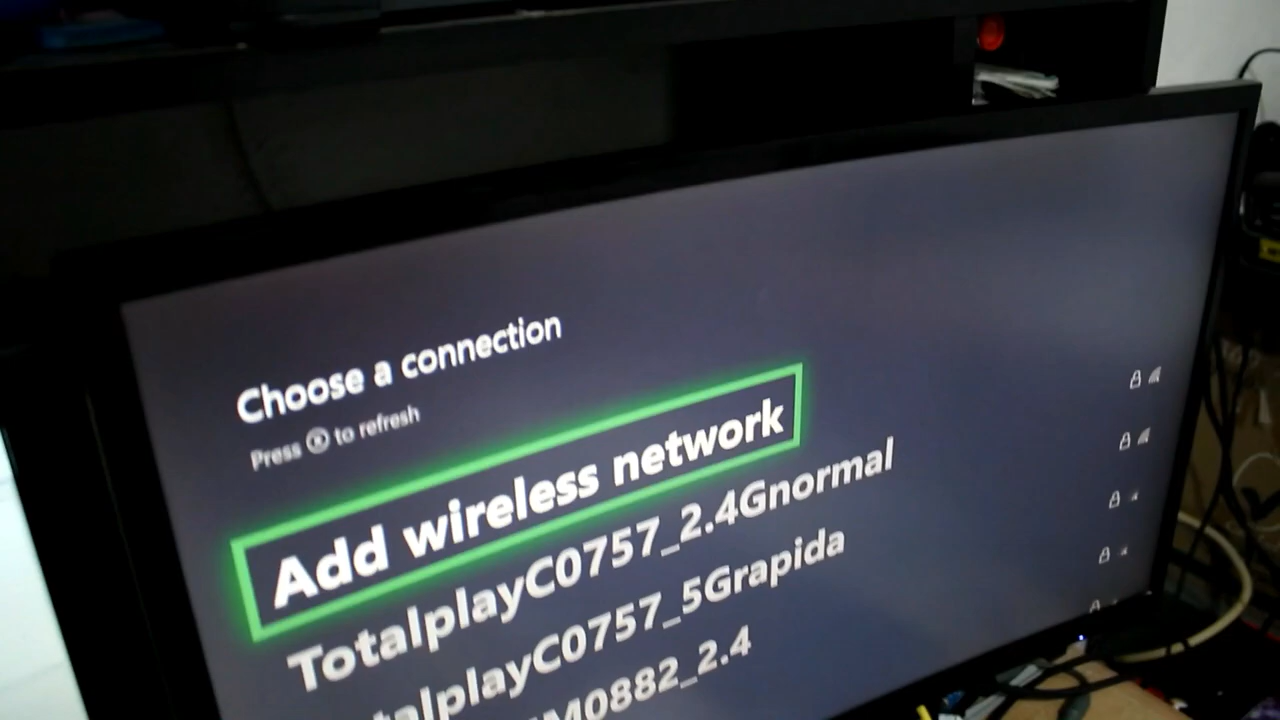 Choose a connection
Press ⓧ to refresh
Add wireless network
TotalplayC0757_2.4Gnormal
talplayC0757_5Grapida
M0882_2.4